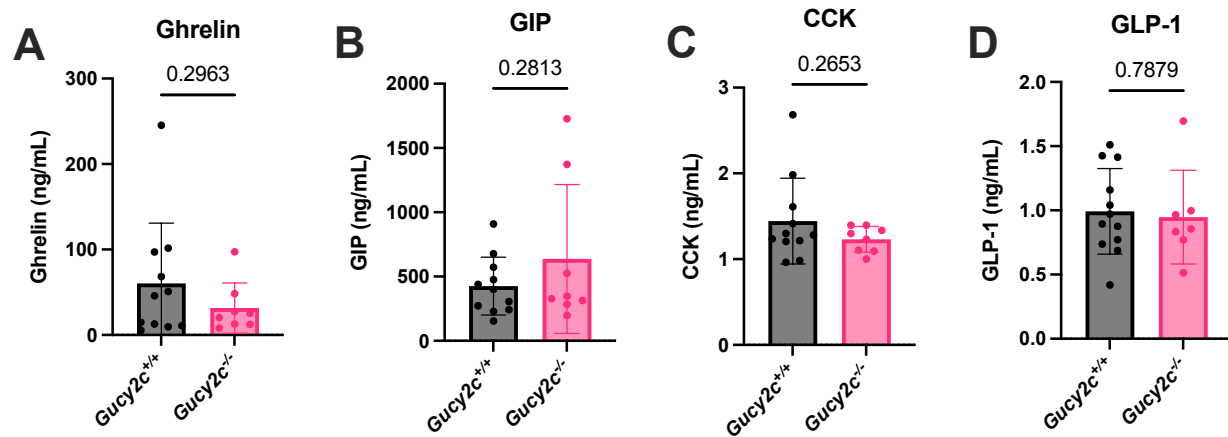 A
Ghrelin
0.2963
300
200
100
0
Ghrelin (ng/mL)
Gucy2c+/+
Gucy2c-/-
B
GIP
0.2813
2000
1500
1000
500
0
GIP (ng/mL)
Gucy2c+/+
Gucy2c-/-
C
CCK
0.2653
3
2
1
0
CCK (ng/mL)
Gucy2c+/+
Gucy2c-/-
D
GLP-1
0.7879
2.0
1.5
1.0
0.5
0.0
GLP-1 (ng/mL)
Gucy2c+/+
Gucy2c-/-